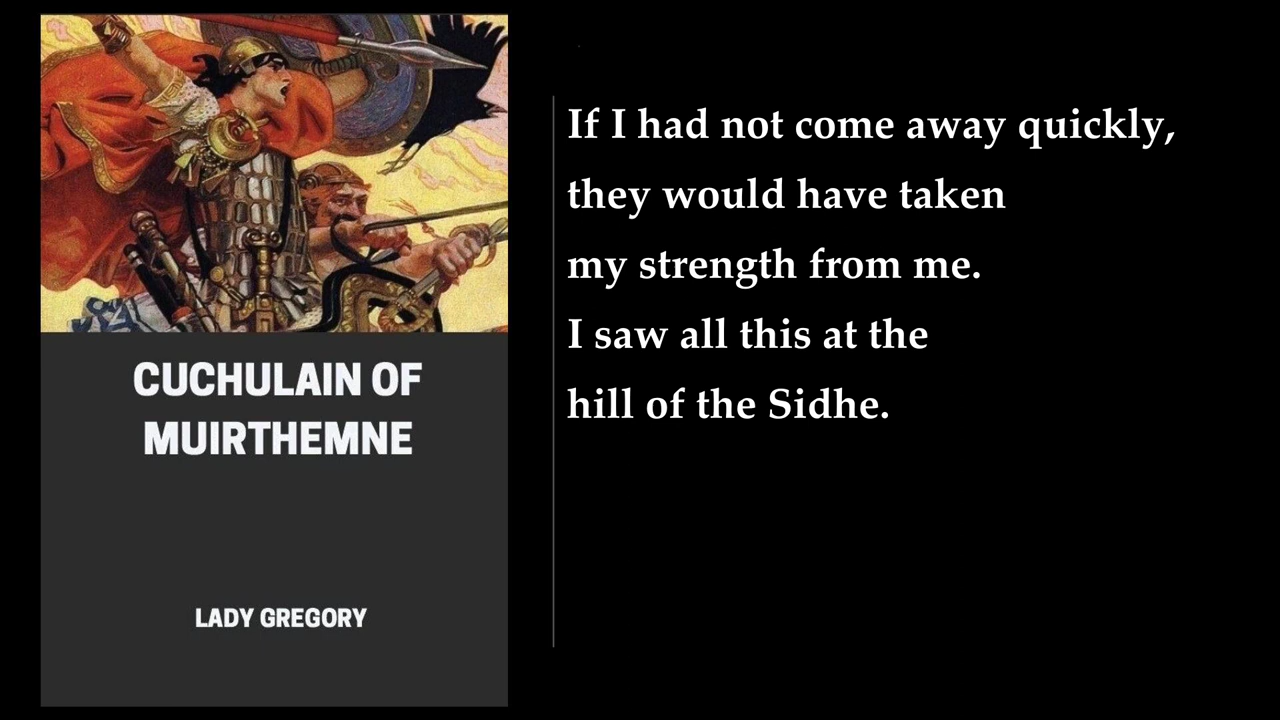 CUCHULAIN OF
MUIRTHEMNE
LADY GREGORY
If I had not come away quickly,
they would have taken
my strength from me.
I saw all this at the
hill of the Sidhe.